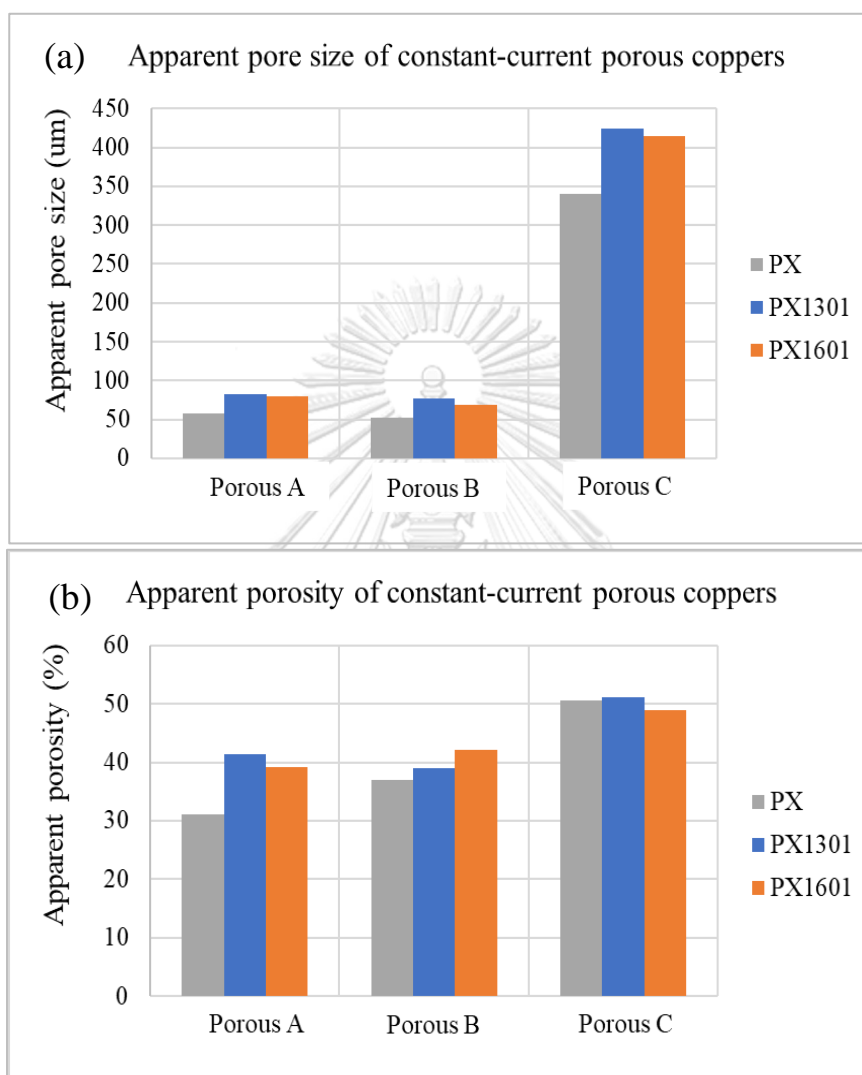 (a) Apparent pore size of constant-current porous coppers
Apparent pore size (um)
450
400
350
300
250
200
150
100
50
0
Porous A Porous B Porous C
PX
PX1301
PX1601
(b) Apparent porosity of constant-current porous coppers
Apparent porosity (%)
60
50
40
30
20
10
0
Porous A Porous B Porous C
PX
PX1301
PX1601